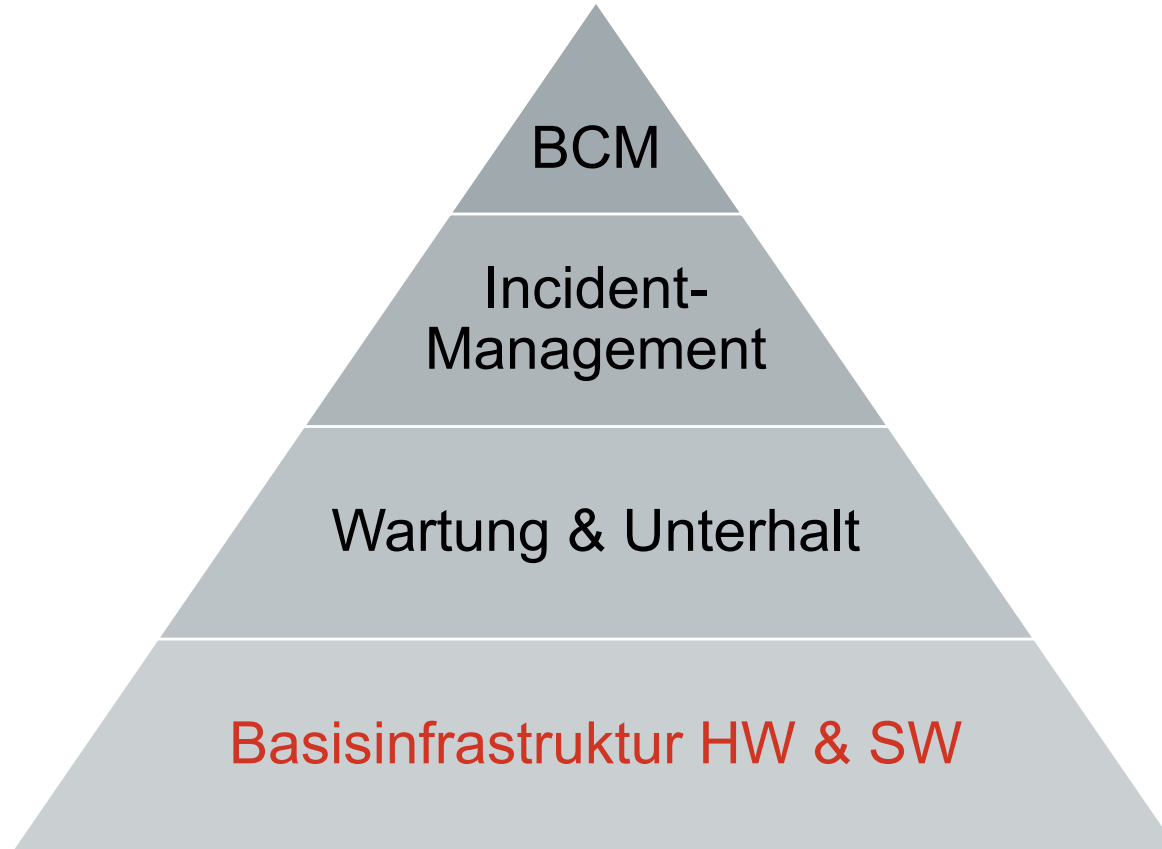 BCM
Incident-
Management
Wartung & Unterhalt
Basisinfrastruktur HW & SW